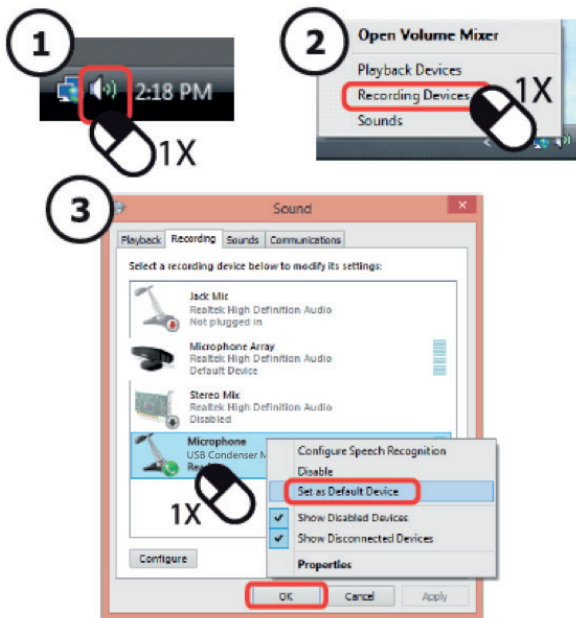 1
2:18 PM
1X
2
Open Volume Mixer
Playback Devices
Recording Devices
1X
Sounds
3
Sound
Playback Recording Sounds Communications
Select a recording device below to modify its settings:
Jack Mic
Realtek High Definition Audio
Not plugged in
Microphone Array
Realtek High Definition Audio
Default Device
Stereo Mix
Realtek High Definition Audio
Disabled
Microphone
USB Condenser
1X
Configure Speech Recognition
Disable
Set as Default Device
Show Disabled Devices
Show Disconnected Devices
Properties
Configure
OK Cancel Apply